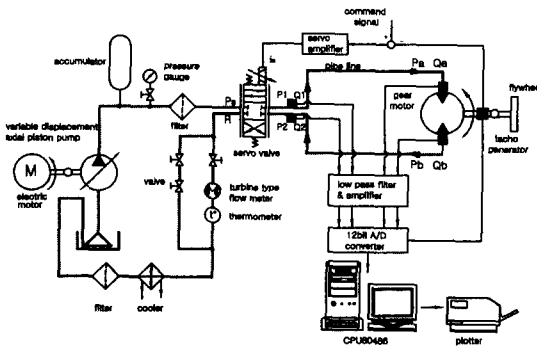 accumulator
pressure
gauge
variable displacement
axial piston pump
M
electric
motor
filter
Ps
R
is
servo valve
valve
M
turbine type
flow meter
t°
thermometer
filter
cooler
servo
amplifier
command
signal
pipe line
P1 Q1
P2 Q2
Pa Qa
gear
motor
Pb Qb
flywheel
tacho
generator
low pass filter
& amplifier
12bit A/D
converter
CPU80486
plotter